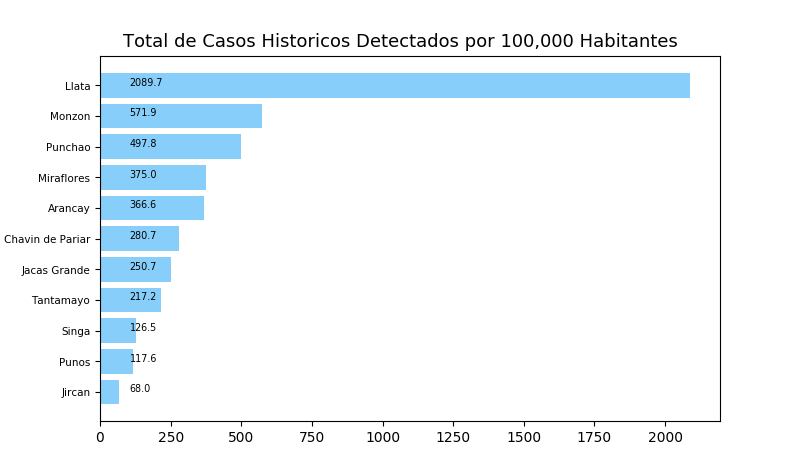 Total de Casos Historicos Detectados por 100,000 Habitantes
Llata 2089.7
Monzon 571.9
Punchao 497.8
Miraflores 375.0
Arancay 366.6
Chavin de Pariar 280.7
Jacas Grande 250.7
Tantamayo 217.2
Singa 126.5
Punos 117.6
Jircan 68.0
0 250 500 750 1000 1250 1500 1750 2000